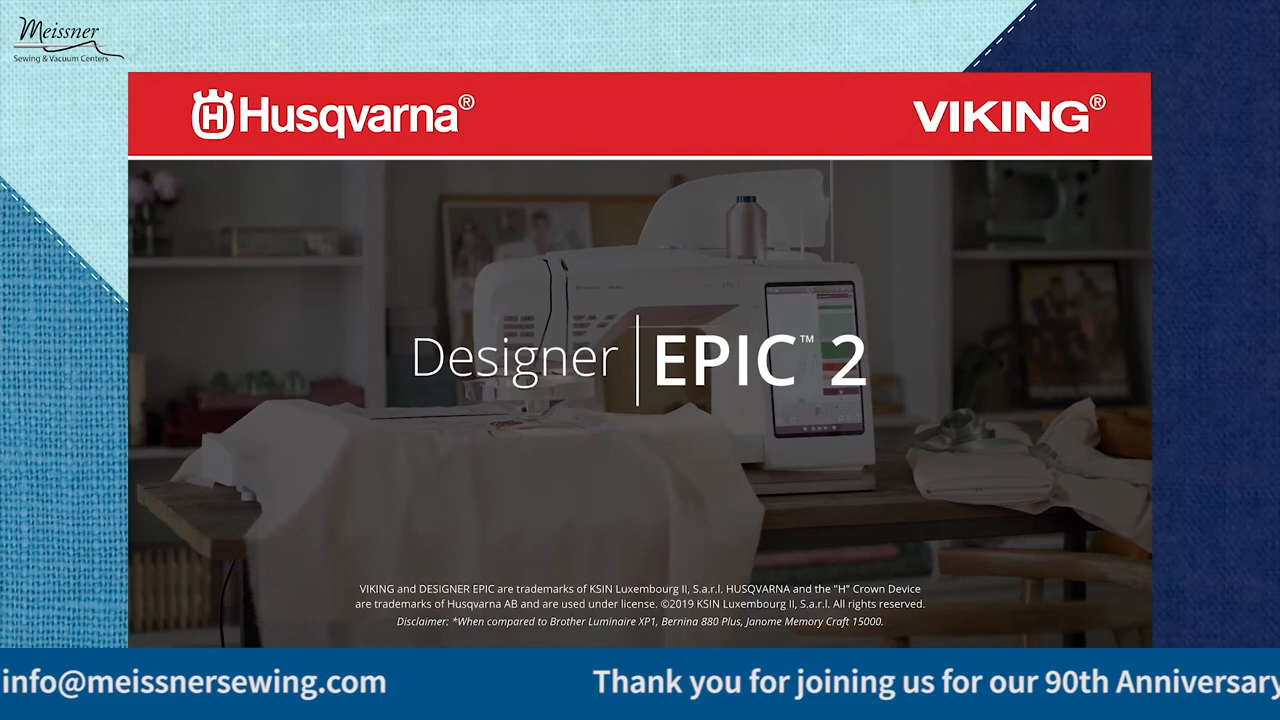 Meissner
Sewing & Vacuum Centers
H Husqvarna®
VIKING®
Designer EPIC™ 2
VIKING and DESIGNER EPIC are trademarks of KSIN Luxembourg II, S.a.r.l. HUSQVARNA and the "H" Crown Device
are trademarks of Husqvarna AB and are used under license. ©2019 KSIN Luxembourg II, S.a.r.l. All rights reserved.
Disclaimer: *When compared to Brother Luminaire XP1, Bernina 880 Plus, Janome Memory Craft 15000.
info@meissnersewing.com
Thank you for joining us for our 90th Anniversary